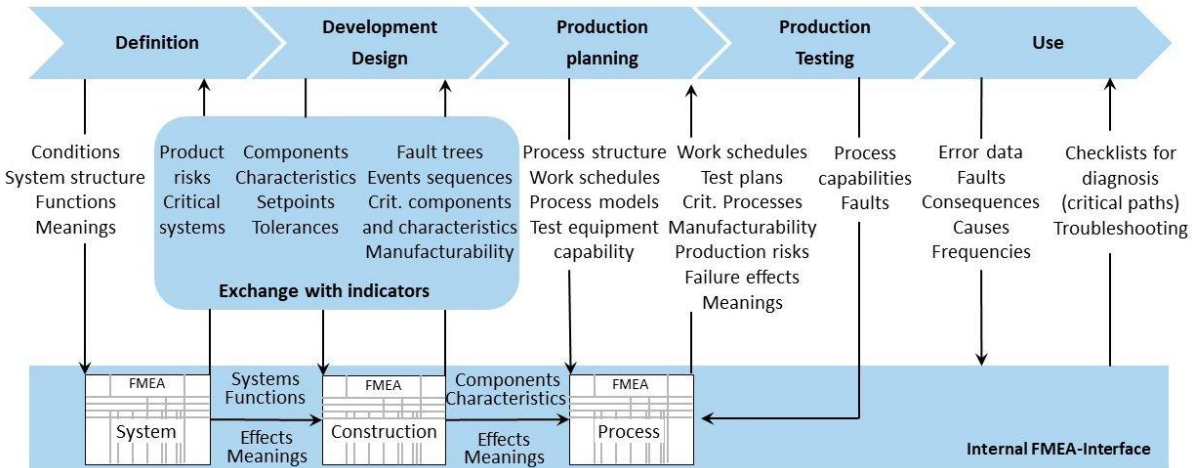 Definition
Development
Design
Production
planning
Production
Testing
Use
Conditions
System structure
Functions
Meanings
Product
risks
Critical
systems
Components
Characteristics
Setpoints
Tolerances
Fault trees
Events sequences
Crit. components
and characteristics
Manufacturability
Exchange with indicators
Process structure
Work schedules
Process models
Test equipment
capability
Work schedules
Test plans
Crit. Processes
Manufacturability
Production risks
Failure effects
Meanings
Process
capabilities
Faults
Error data
Faults
Consequences
Causes
Frequencies
Checklists for
diagnosis
(critical paths)
Troubleshooting
FMEA
System
Systems
Functions
Effects
Meanings
FMEA
Construction
Components
Characteristics
Effects
Meanings
FMEA
Process
Internal FMEA-Interface